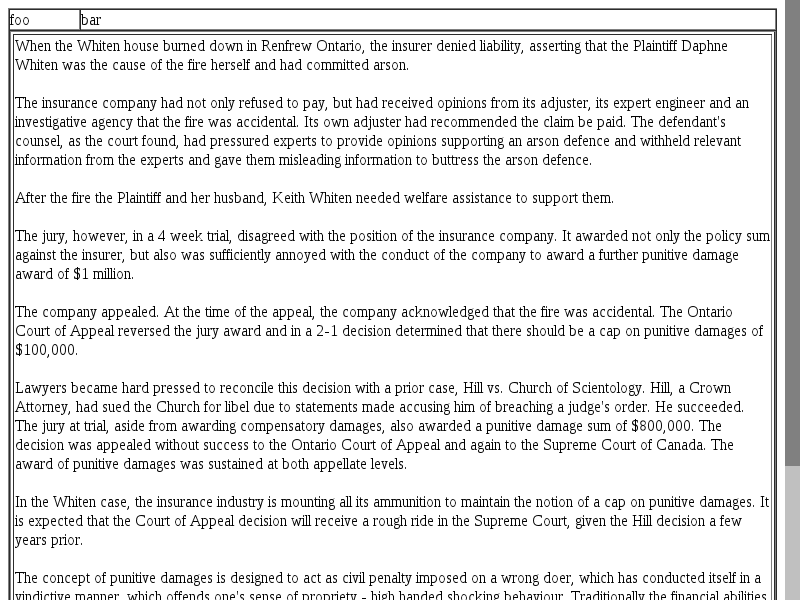 foo bar
When the Whiten house burned down in Renfrew Ontario, the insurer denied liability, asserting that the Plaintiff Daphne
Whiten was the cause of the fire herself and had committed arson.
The insurance company had not only refused to pay, but had received opinions from its adjuster, its expert engineer and an
investigative agency that the fire was accidental. Its own adjuster had recommended the claim be paid. The defendant's
counsel, as the court found, had pressured experts to provide opinions supporting an arson defence and withheld relevant
information from the experts and gave them misleading information to buttress the arson defence.
After the fire the Plaintiff and her husband, Keith Whiten needed welfare assistance to support them.
The jury, however, in a 4 week trial, disagreed with the position of the insurance company. It awarded not only the policy sum
against the insurer, but also was sufficiently annoyed with the conduct of the company to award a further punitive damage
award of $1 million.
The company appealed. At the time of the appeal, the company acknowledged that the fire was accidental. The Ontario
Court of Appeal reversed the jury award and in a 2-1 decision determined that there should be a cap on punitive damages of
$100,000.
Lawyers became hard pressed to reconcile this decision with a prior case, Hill vs. Church of Scientology. Hill, a Crown
Attorney, had sued the Church for libel due to statements made accusing him of breaching a judge's order. He succeeded.
The jury at trial, aside from awarding compensatory damages, also awarded a punitive damage sum of $800,000. The
decision was appealed without success to the Ontario Court of Appeal and again to the Supreme Court of Canada. The
award of punitive damages was sustained at both appellate levels.
In the Whiten case, the insurance industry is mounting all its ammunition to maintain the notion of a cap on punitive damages. It
is expected that the Court of Appeal decision will receive a rough ride in the Supreme Court, given the Hill decision a few
years prior.
The concept of punitive damages is designed to act as civil penalty imposed on a wrong doer, which has conducted itself in a
vindictive manner, which offends one's sense of propriety - high handed shocking behaviour. Traditionally the financial abilities